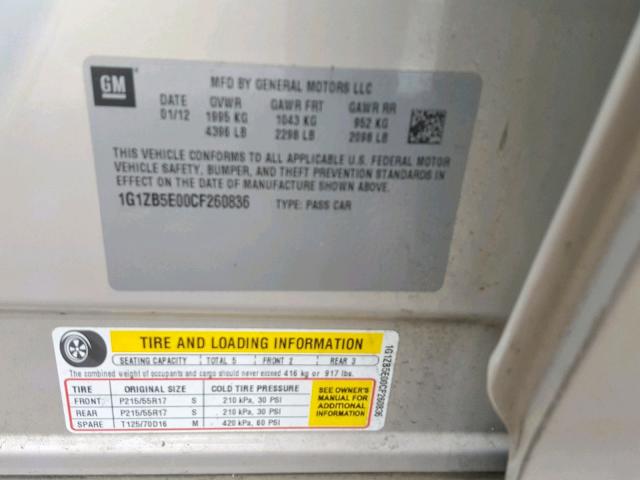 GM
MFD BY GENERAL MOTORS LLC
DATE GVWR GAWR FRT GAWR RR
01/12 1995 KG 1043 KG 952 KG
4398 LB 2298 LB 2098 LB
THIS VEHICLE CONFORMS TO ALL APPLICABLE U.S. FEDERAL MOTOR
VEHICLE SAFETY, BUMPER, AND THEFT PREVENTION STANDARDS IN
EFFECT ON THE DATE OF MANUFACTURE SHOWN ABOVE.
1G1ZB5E00CF260836 TYPE: PASS CAR
TIRE AND LOADING INFORMATION
SEATING CAPACITY TOTAL 5 FRONT 2 REAR 3
The combined weight of occupants and cargo should never exceed 416 kg or 917 lbs.
TIRE ORIGINAL SIZE COLD TIRE PRESSURE
FRONT P215/55R17 S 210 kPa, 30 PSI
REAR P215/55R17 S 210 kPa, 30 PSI
SPARE T125/70D16 M 420 kPa, 60 PSI
SEE OWNER'S
MANUAL FOR
ADDITIONAL
INFORMATION
1G1ZB5E00CF260836